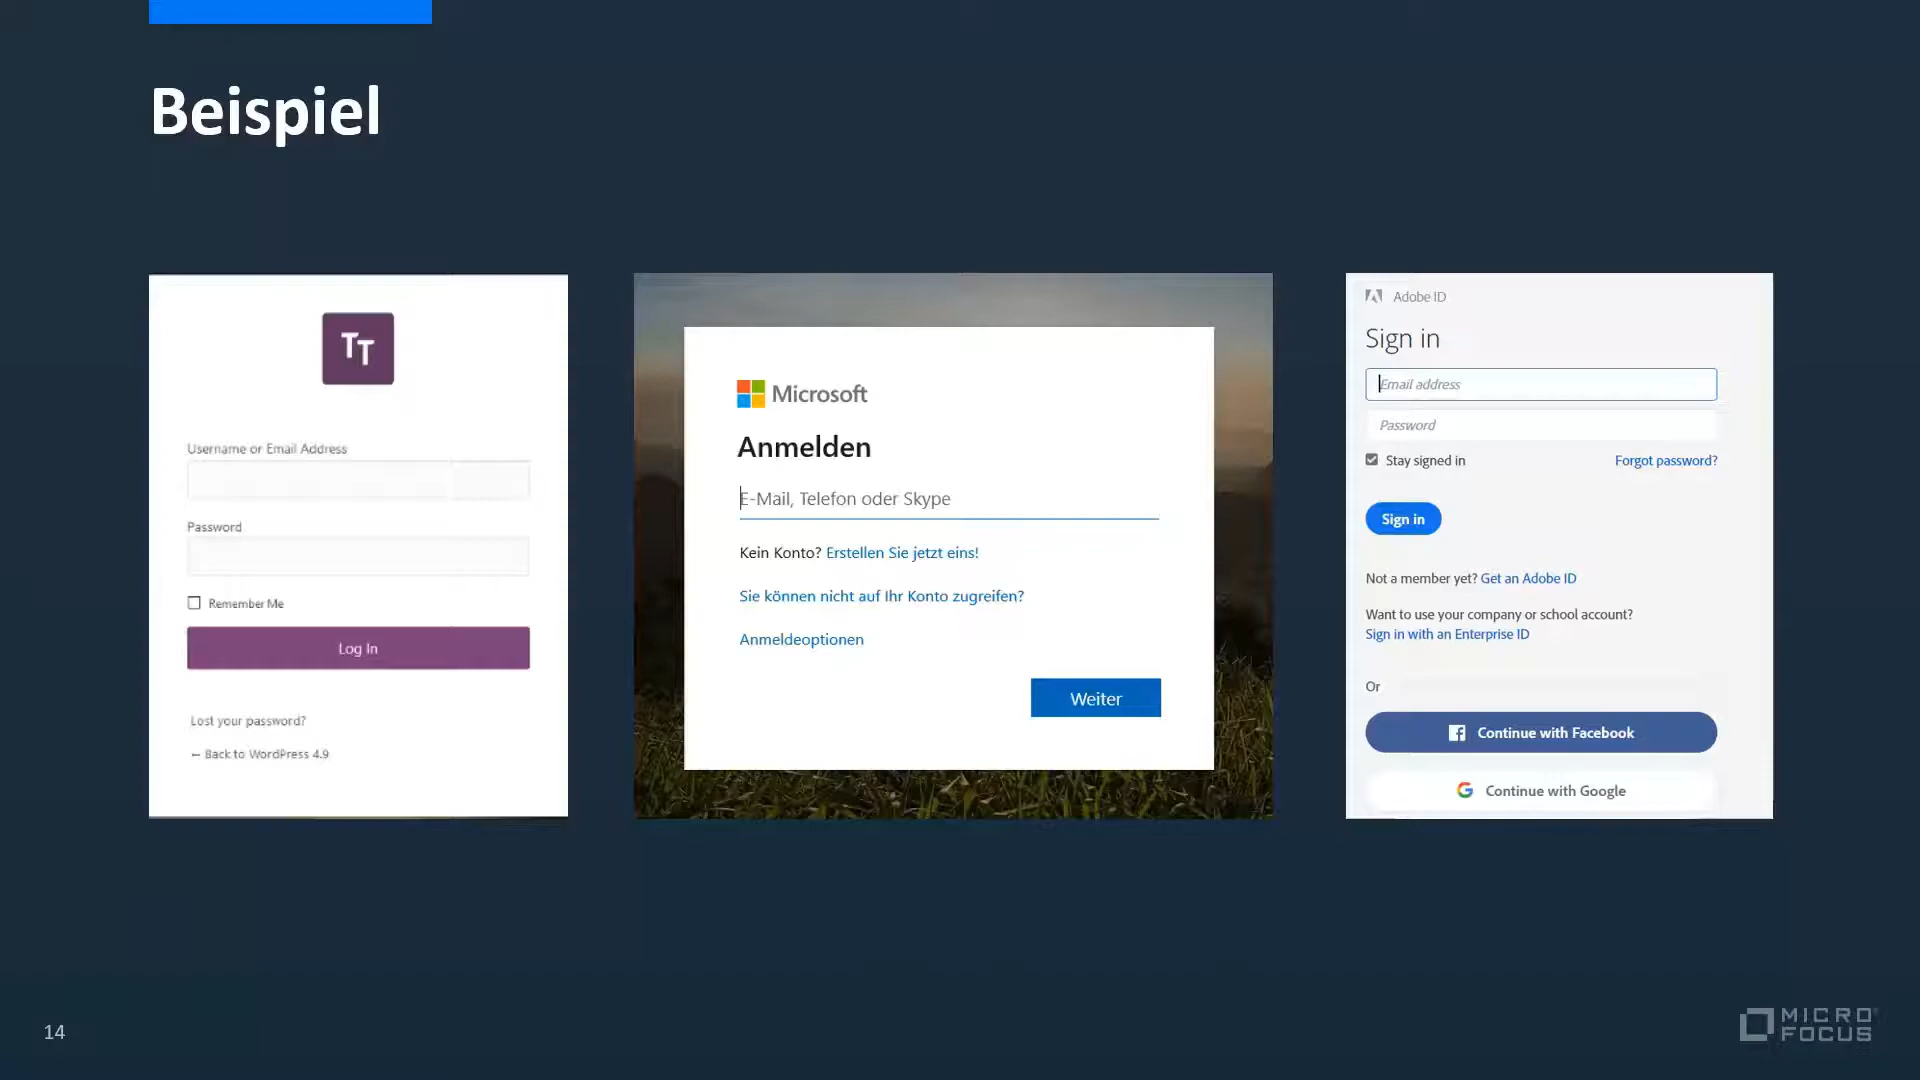 Beispiel
TT
Username or Email Address
Password
Remember Me
Log In
Lost your password?
← Back to WordPress 4.9
Microsoft
Anmelden
E-Mail, Telefon oder Skype
Kein Konto? Erstellen Sie jetzt eins!
Sie können nicht auf Ihr Konto zugreifen?
Anmeldeoptionen
Weiter
Adobe ID
Sign in
Email address
Password
Stay signed in Forgot password?
Sign in
Not a member yet? Get an Adobe ID
Want to use your company or school account?
Sign in with an Enterprise ID
Or
Continue with Facebook
Continue with Google
14
MICRO
FOCUS